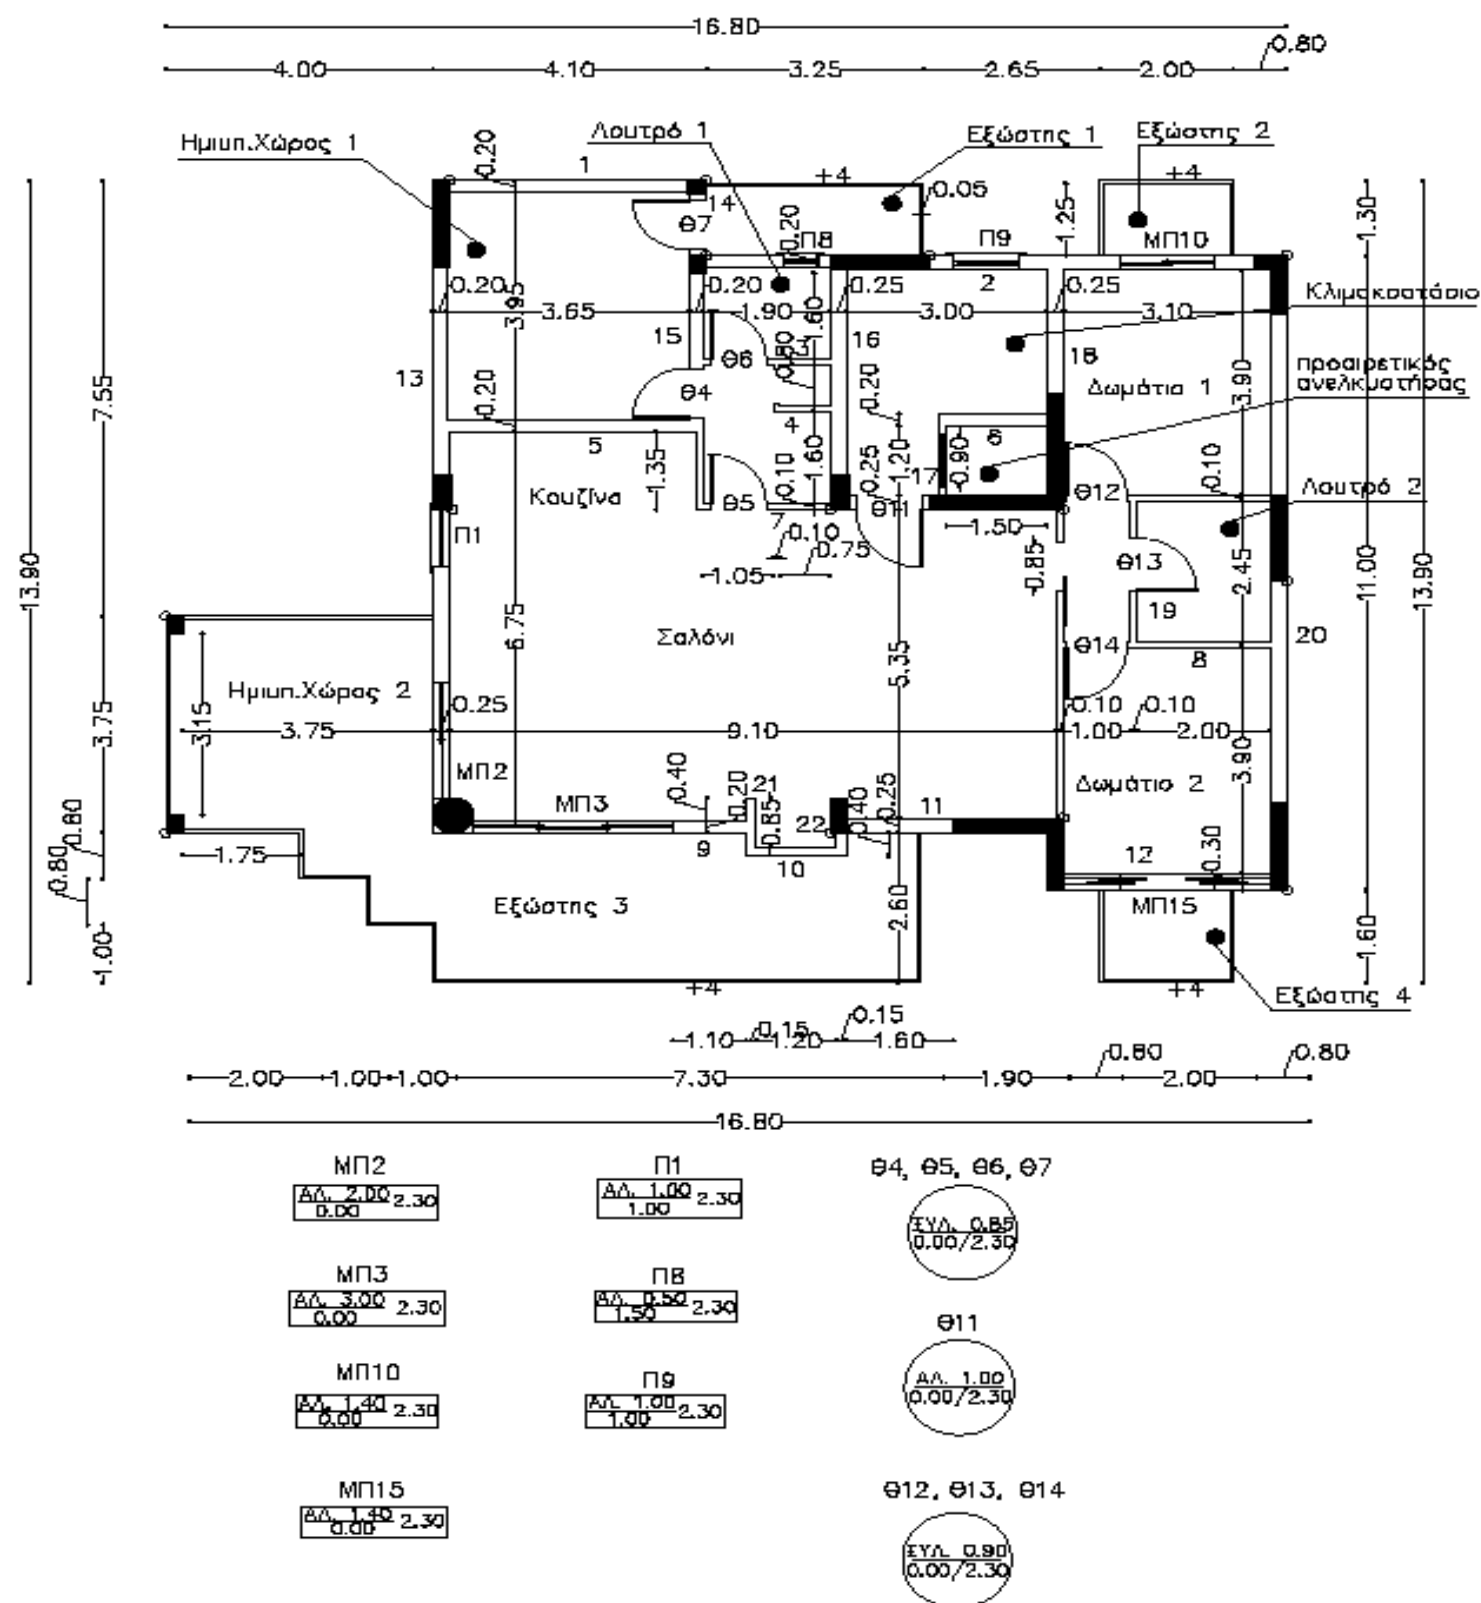 16.80
0.80
4.00 4.10 3.25 2.65 2.00
Ημιυπ.Χώρος 1
0.20
1
Λουτρό 1
Εξώστης 1
Εξώστης 2
+4
+4
14
0.05
Θ7
0.20
Π8
Π9
1.25
ΜΠ10
1.30
0.20
3.95
3.65
0.20
1.90
1.60
0.25
3.00
2
0.25
3.10
Κλιμακοστάσιο
13
15
Θ6
3
0.80
16
18
Δωμάτιο 1
3.90
προαιρετικός
ανελκυστήρας
7.55
Θ4
0.20
5
4
0.20
6
1.35
Κουζίνα
0.10
1.60
0.25
1.20
17
0.90
Θ12
0.10
Λουτρό 2
Π1
Θ5
7
Θ11
1.50
0.10
0.75
1.05
0.85
Θ13
2.45
13.90
11.00
13.90
6.75
Σαλόνι
5.35
19
20
Θ14
8
Ημιυπ.Χώρος 2
3.15
3.75
0.25
3.75
9.10
0.10
1.00
0.10
2.00
ΜΠ2
ΜΠ3
0.40
0.20
21
0.85
22
0.40
0.25
11
Δωμάτιο 2
3.90
0.80
0.80
1.75
9
10
12
0.30
Εξώστης 3
2.60
ΜΠ15
1.00
1.60
+4
+4
Εξώστης 4
1.10 0.15 1.20 0.15 1.60
2.00 1.00 1.00 7.30 1.90 0.80 2.00 0.80
16.80
ΜΠ2
ΑΛ. 2.00 2.30
0.00
Π1
ΑΛ. 1.00 2.30
1.00
Θ4, Θ5, Θ6, Θ7
ΞΥΛ. 0.85
0.00/2.30
ΜΠ3
ΑΛ. 3.00 2.30
0.00
Π8
ΑΛ. 0.50 2.30
1.50
Θ11
ΑΛ. 1.00
0.00/2.30
ΜΠ10
ΑΛ. 1.40 2.30
0.00
Π9
ΑΛ. 1.00 2.30
1.00
ΜΠ15
ΑΛ. 1.40 2.30
0.00
Θ12, Θ13, Θ14
ΞΥΛ. 0.90
0.00/2.30